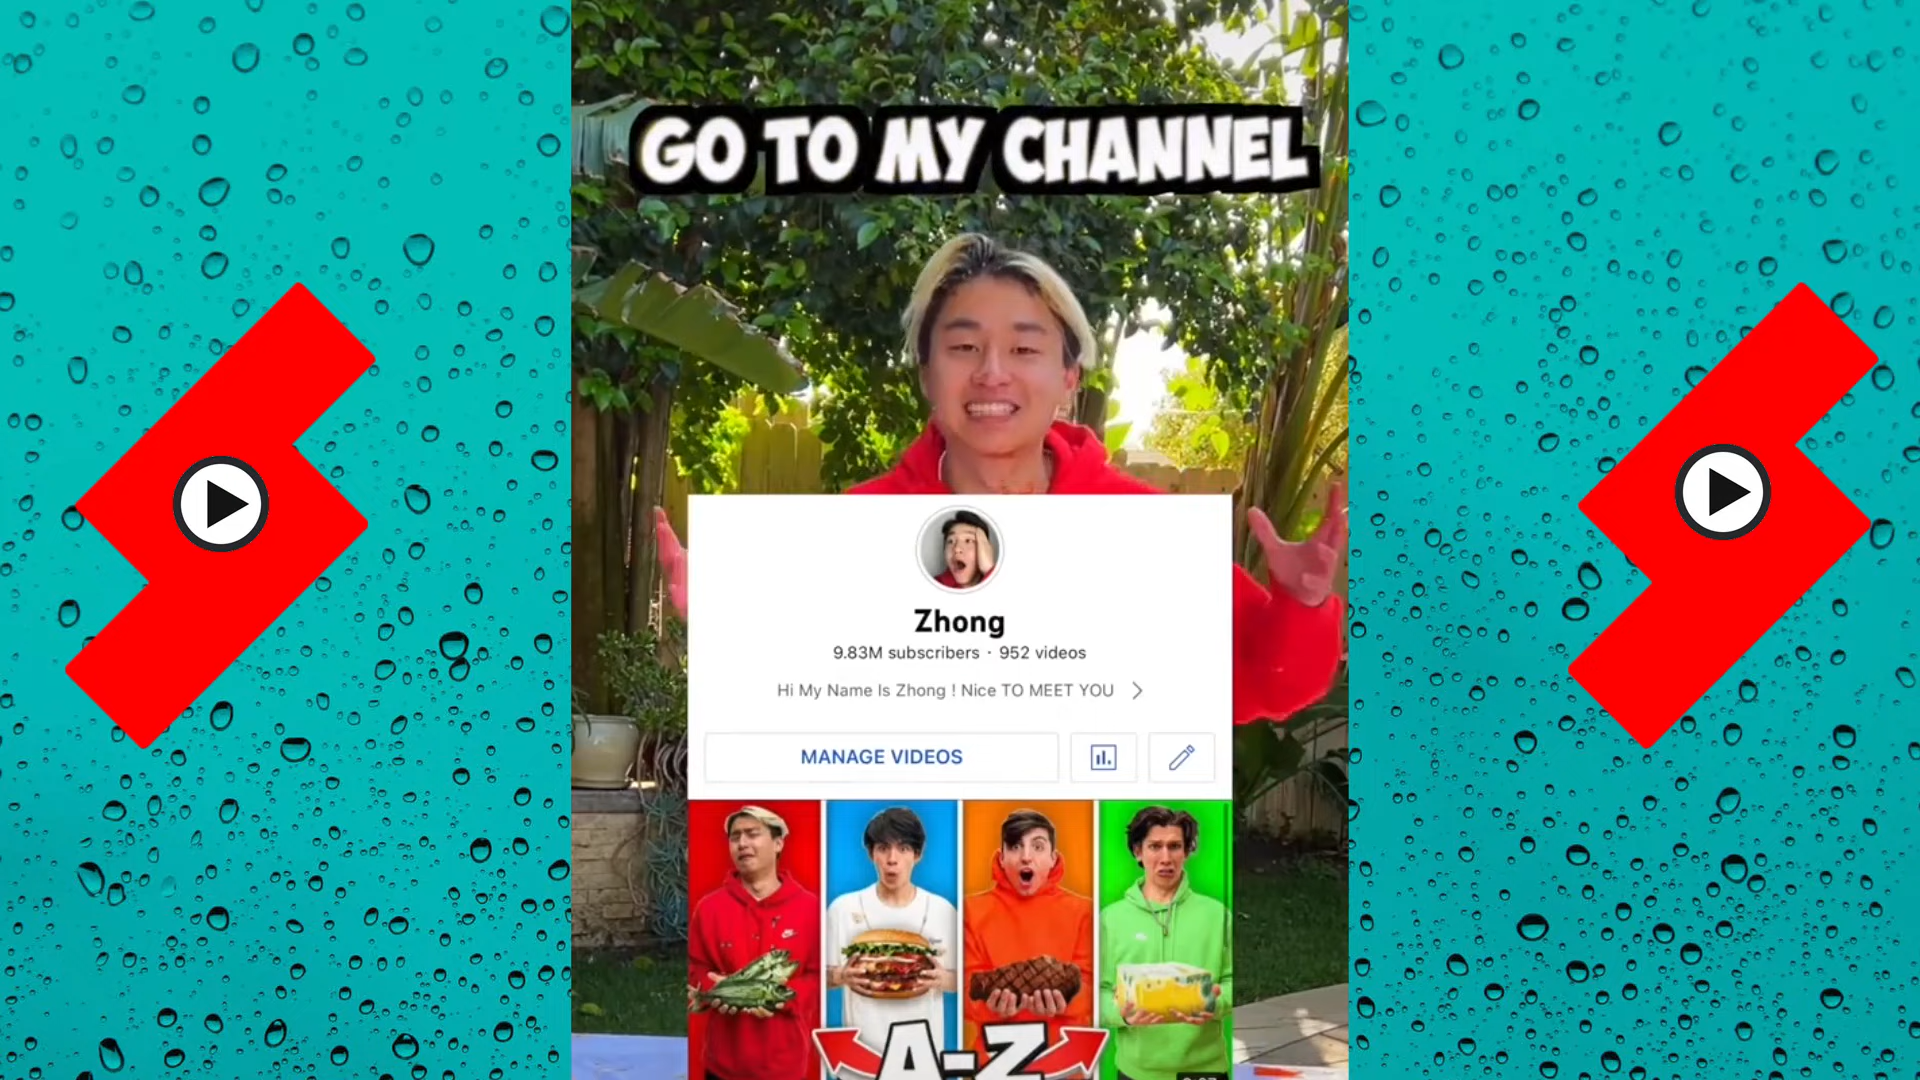 GO TO MY CHANNEL
Zhong
9.83M subscribers · 952 videos
Hi My Name Is Zhong ! Nice TO MEET YOU
MANAGE VIDEOS
A-Z